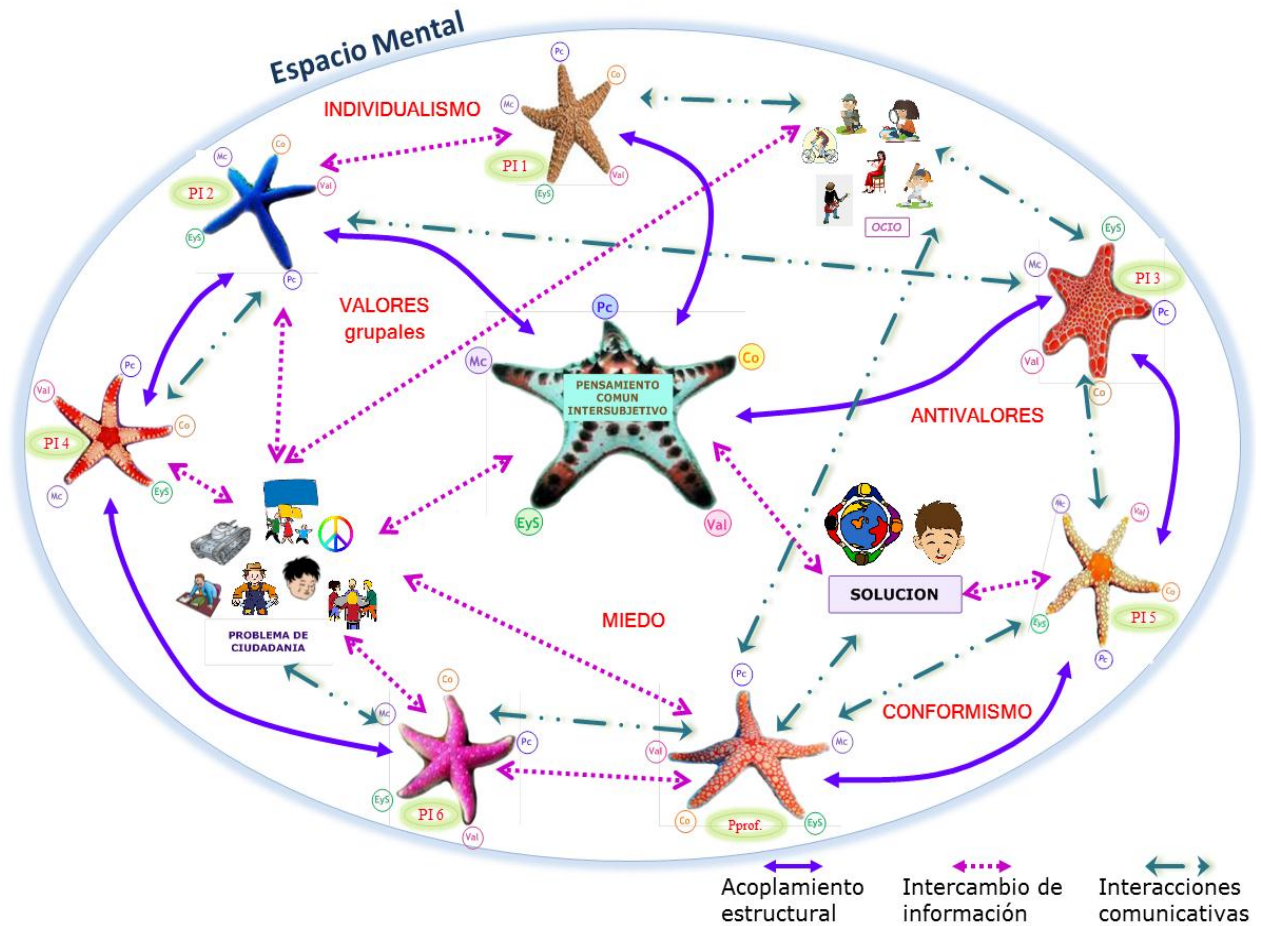 Espacio Mental
INDIVIDUALISMO
Pc
Co
Mc
PI 1
EyS
Val
OCIO
Mc
Co
PI 2
Val
EyS
Pc
VALORES
grupales
EyS
Mc
PI 3
Pc
Val
Co
Pc
Mc
Co
PENSAMIENTO
COMUN
INTERSUBJETIVO
EyS
Val
ANTIVALORES
Pc
Val
Co
PI 4
Mc
EyS
PROBLEMA DE
CIUDADANIA
MIEDO
SOLUCION
Mc
Val
Co
EyS
PI 5
Pc
CONFORMISMO
Co
Mc
Pc
EyS
PI 6
Val
Pc
Val
Mc
Co
Pprof.
EyS
Acoplamiento
estructural
Intercambio de
información
Interacciones
comunicativas